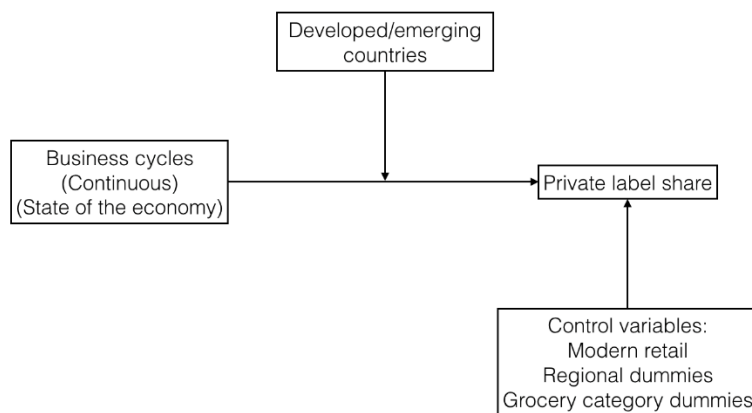 Developed/emerging
countries
Business cycles
(Continuous)
(State of the economy)
Private label share
Control variables:
Modern retail
Regional dummies
Grocery category dummies